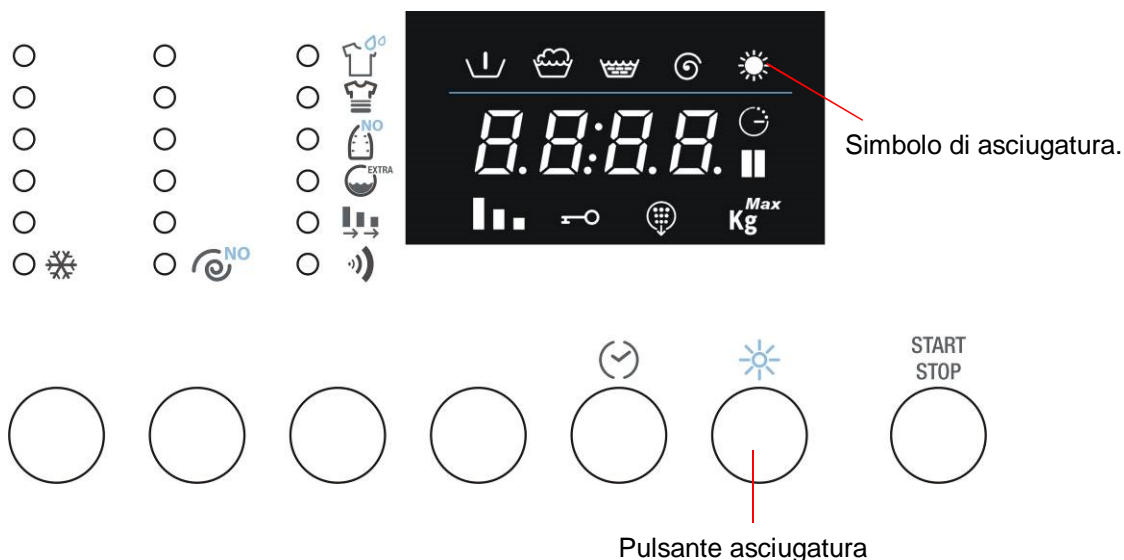 NO
EXTRA
NO
8.8:8.8.
Max
Kg
Simbolo di asciugatura.
START
STOP
Pulsante asciugatura